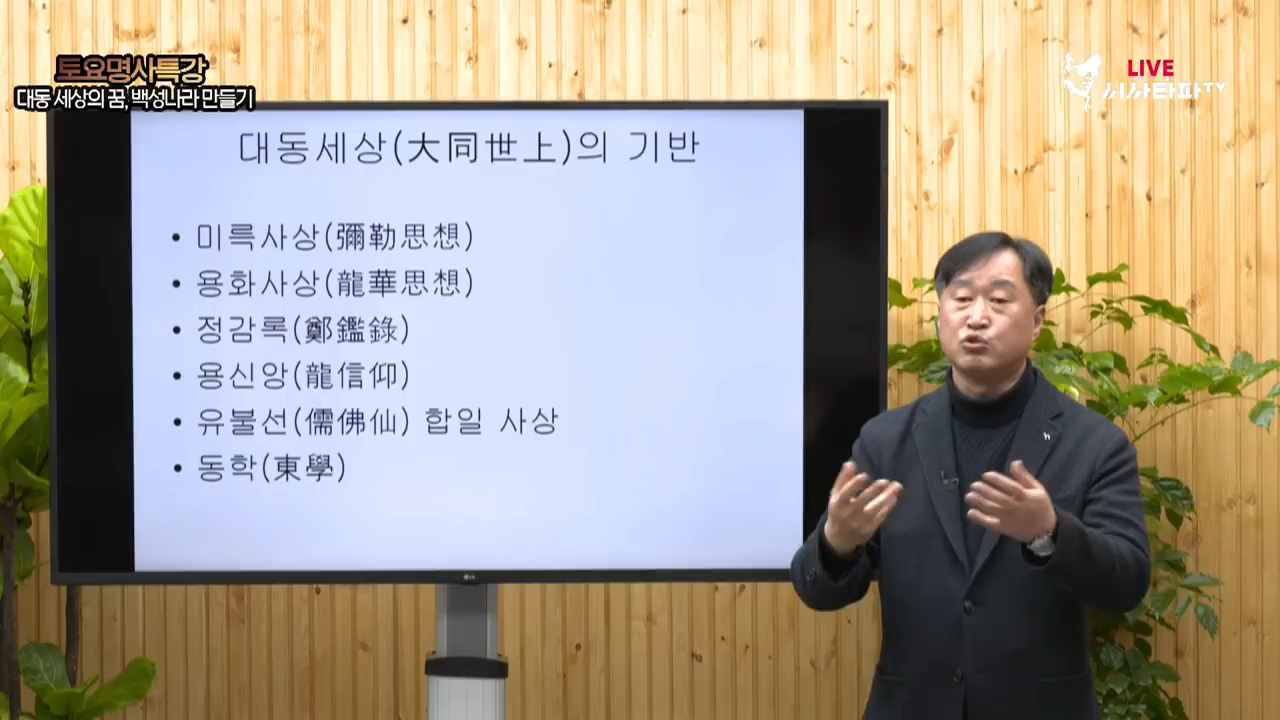 토요명사특강
대동 세상의 꿈, 백성나라 만들기
LIVE
시사타파TV
대동세상(大同世上)의 기반
• 미륵사상(彌勒思想)
• 용화사상(龍華思想)
• 정감록(鄭鑑錄)
• 용신앙(龍信仰)
• 유불선(儒佛仙) 합일 사상
• 동학(東學)
LG